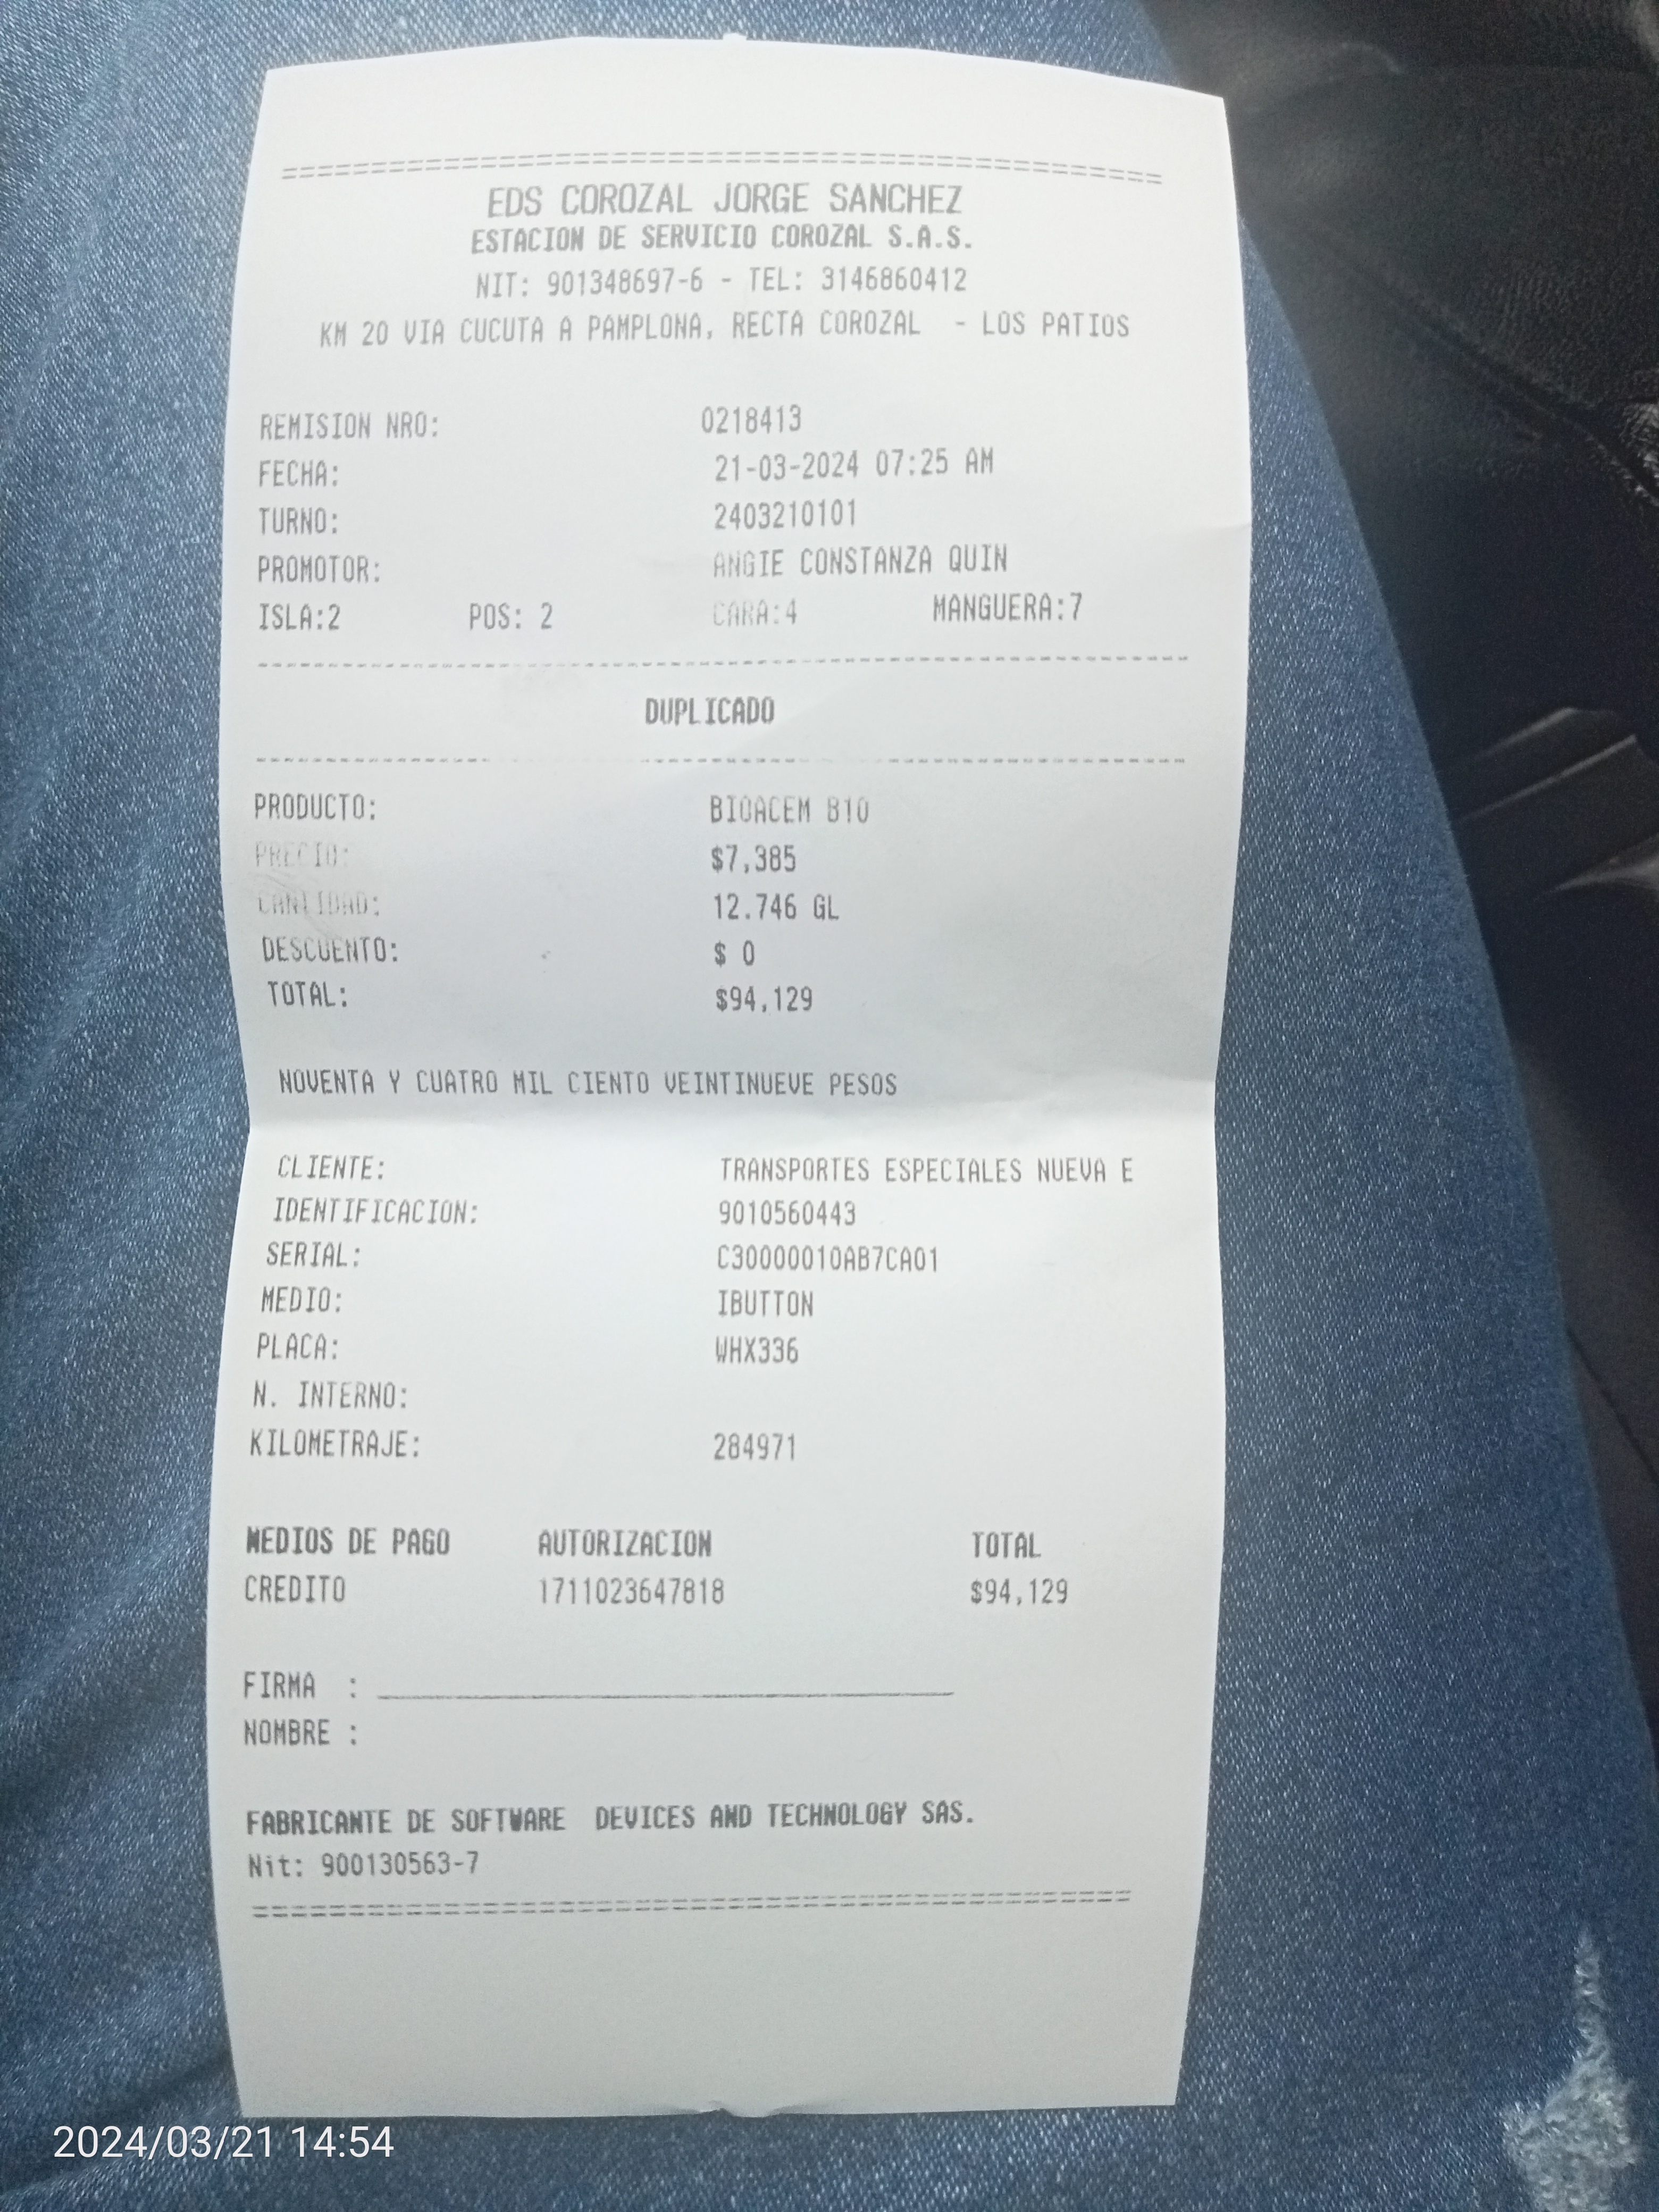 ================================================
EDS COROZAL JORGE SANCHEZ
ESTACION DE SERVICIO COROZAL S.A.S.
NIT: 901348697-6 - TEL: 3146860412
KM 20 VIA CUCUTA A PAMPLONA, RECTA COROZAL - LOS PATIOS
REMISION NRO: 0218413
FECHA: 21-03-2024 07:25 AM
TURNO: 2403210101
PROMOTOR: ANGIE CONSTANZA QUIN
ISLA:2 POS: 2 CARA:4 MANGUERA:7
------------------------------------------------
DUPLICADO
------------------------------------------------
PRODUCTO: BIOACEM B10
PRECIO: $7,385
CANTIDAD: 12.746 GL
DESCUENTO: $ 0
TOTAL: $94,129
NOVENTA Y CUATRO MIL CIENTO VEINTINUEVE PESOS
CLIENTE: TRANSPORTES ESPECIALES NUEVA E
IDENTIFICACION: 9010560443
SERIAL: C30000010AB7CA01
MEDIO: IBUTTON
PLACA: WHX336
N. INTERNO:
KILOMETRAJE: 284971
MEDIOS DE PAGO AUTORIZACION TOTAL
CREDITO 1711023647818 $94,129
FIRMA : ______________________________
NOMBRE :
FABRICANTE DE SOFTWARE DEVICES AND TECHNOLOGY SAS.
Nit: 900130563-7
================================================
2024/03/21 14:54